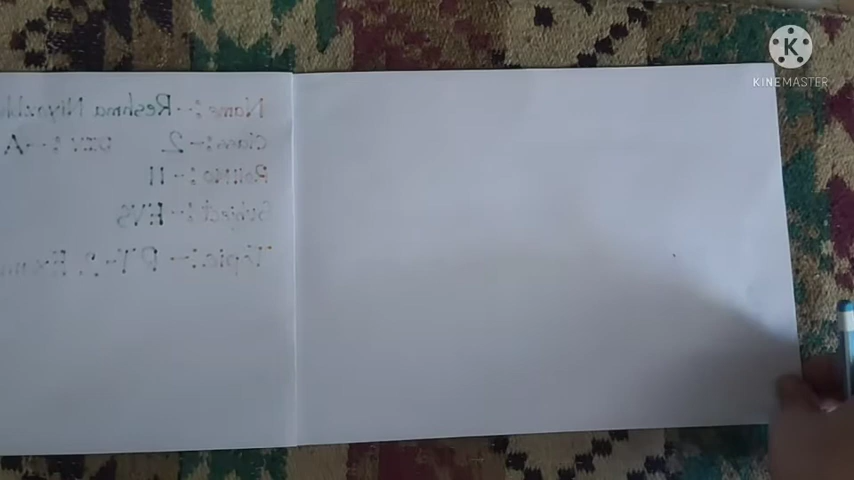 Name:- Reshma
Class:- 2 DIV:- A
Roll No:- 11
Subject:- EVS
Topic:- PT-2
KINEMASTER